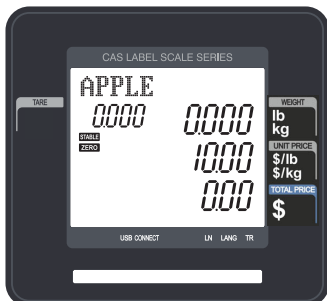 CAS LABEL SCALE SERIES
APPLE
TARE
0.000
0.000
WEIGHT
lb
kg
STABLE
ZERO
10.00
UNIT PRICE
$/lb
$/kg
0.00
TOTAL PRICE
$
USB CONNECT LN LANG TR